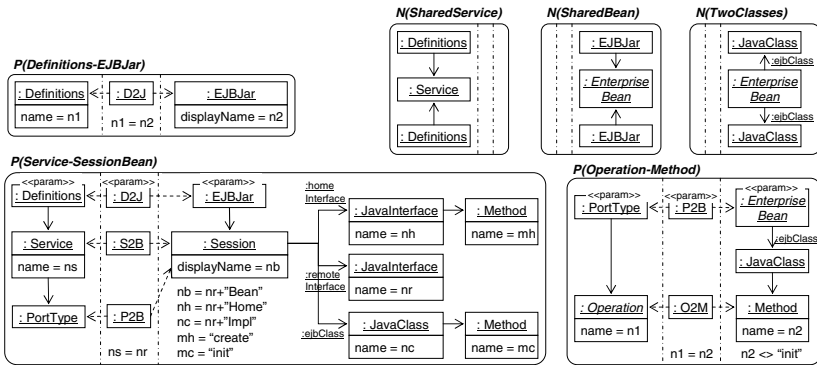 N(SharedService)
: Definitions
: Service
: Definitions
N(SharedBean)
: EJBJar
: Enterprise
Bean
: EJBJar
N(TwoClasses)
: JavaClass
:ejbClass
: Enterprise
Bean
:ejbClass
: JavaClass
P(Definitions-EJBJar)
: Definitions
name = n1
: D2J
n1 = n2
: EJBJar
displayName = n2
P(Service-SessionBean)
<<param>>
: Definitions
<<param>>
: D2J
<<param>>
: EJBJar
: Service
name = ns
: S2B
: Session
displayName = nb
: PortType
: P2B
ns = nr
nb = nr+"Bean"
nh = nr+"Home"
nc = nr+"Impl"
mh = "create"
mc = "init"
:home
Interface
: JavaInterface
name = nh
: Method
name = mh
:remote
Interface
: JavaInterface
name = nr
:ejbClass
: JavaClass
name = nc
: Method
name = mc
P(Operation-Method)
<<param>>
: PortType
<<param>>
: P2B
<<param>>
: Enterprise
Bean
:ejbClass
: JavaClass
: Operation
name = n1
: O2M
: Method
name = n2
n1 = n2
n2 <> "init"